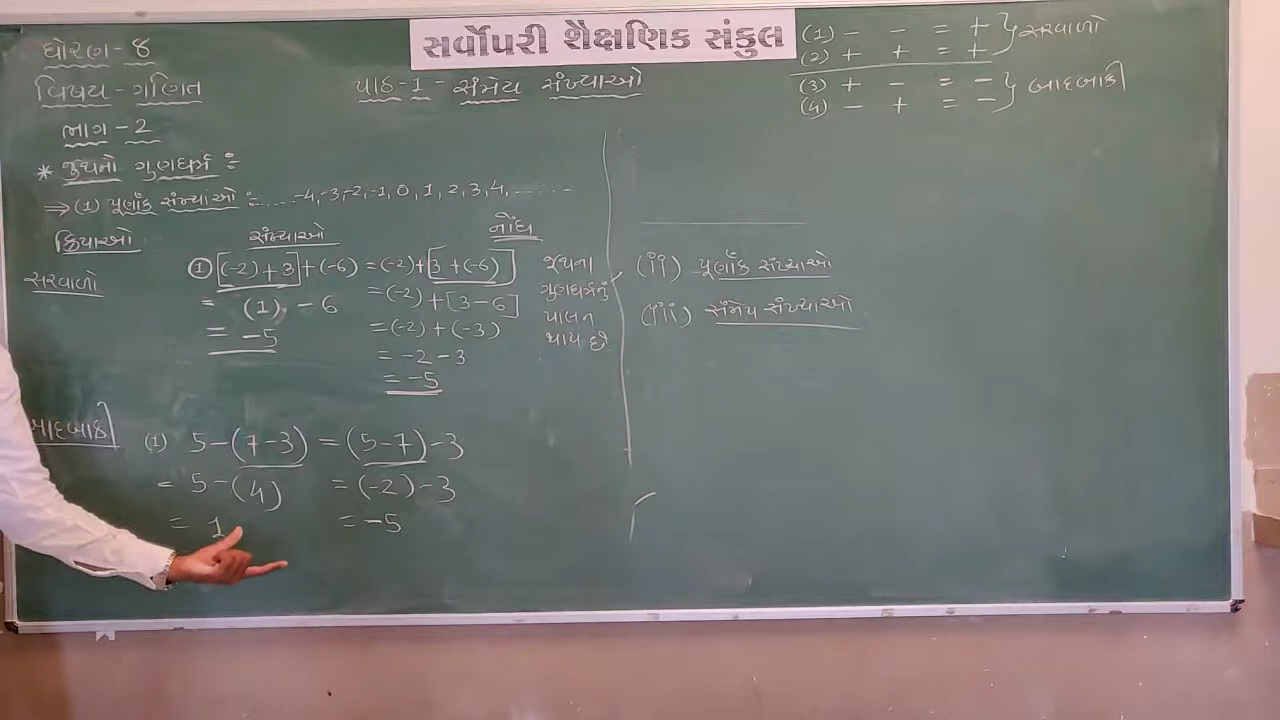 સર્વોપરી શૈક્ષણિક સંકુલ
ધોરણ - 8
વિષય - ગણિત
પાઠ - 1 - સંમેય સંખ્યાઓ
ભાગ - 2
(1) - - = +
(2) + + = + } સરવાળો
(3) + - = -
(4) - + = - } બાદબાકી
* જુથનો ગુણધર્મ :-
⇒ (1) પૂર્ણાંક સંખ્યાઓ :- .....-4,-3,-2,-1,0,1,2,3,4,......
ક્રિયાઓ સંખ્યાઓ નોંધ
સરવાળો
① [(-2)+3]+(-6) = (-2)+[3+(-6)]
= (1) - 6 = (-2)+[3-6]
= -5 = (-2)+(-3)
= -2-3
= -5
જૂથના
ગુણધર્મનું
પાલન
થાય છે
બાદબાકી
(1) 5-(7-3) = (5-7)-3
= 5-(4) = (-2)-3
= 1 = -5
(ii) પૂર્ણાંક સંખ્યાઓ
(iii) સંમેય સંખ્યાઓ